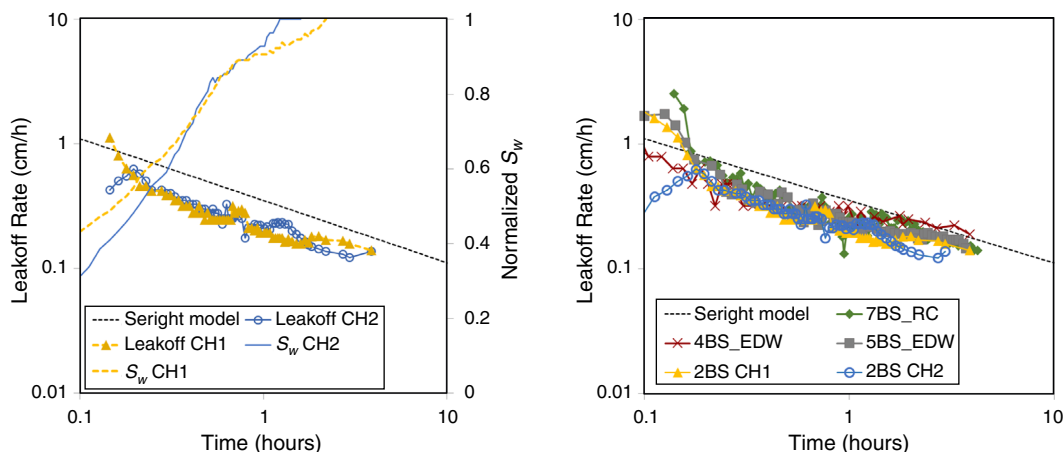 10
1
0.1
0.01
Leakoff Rate (cm/h)
1
0.8
0.6
0.4
0.2
0
Normalized Sw
0.1
1
10
Time (hours)
Seright model
Leakoff CH2
Leakoff CH1
Sw CH2
Sw CH1
10
1
0.1
0.01
Leakoff Rate (cm/h)
0.1
1
10
Time (hours)
Seright model
7BS_RC
4BS_EDW
5BS_EDW
2BS CH1
2BS CH2